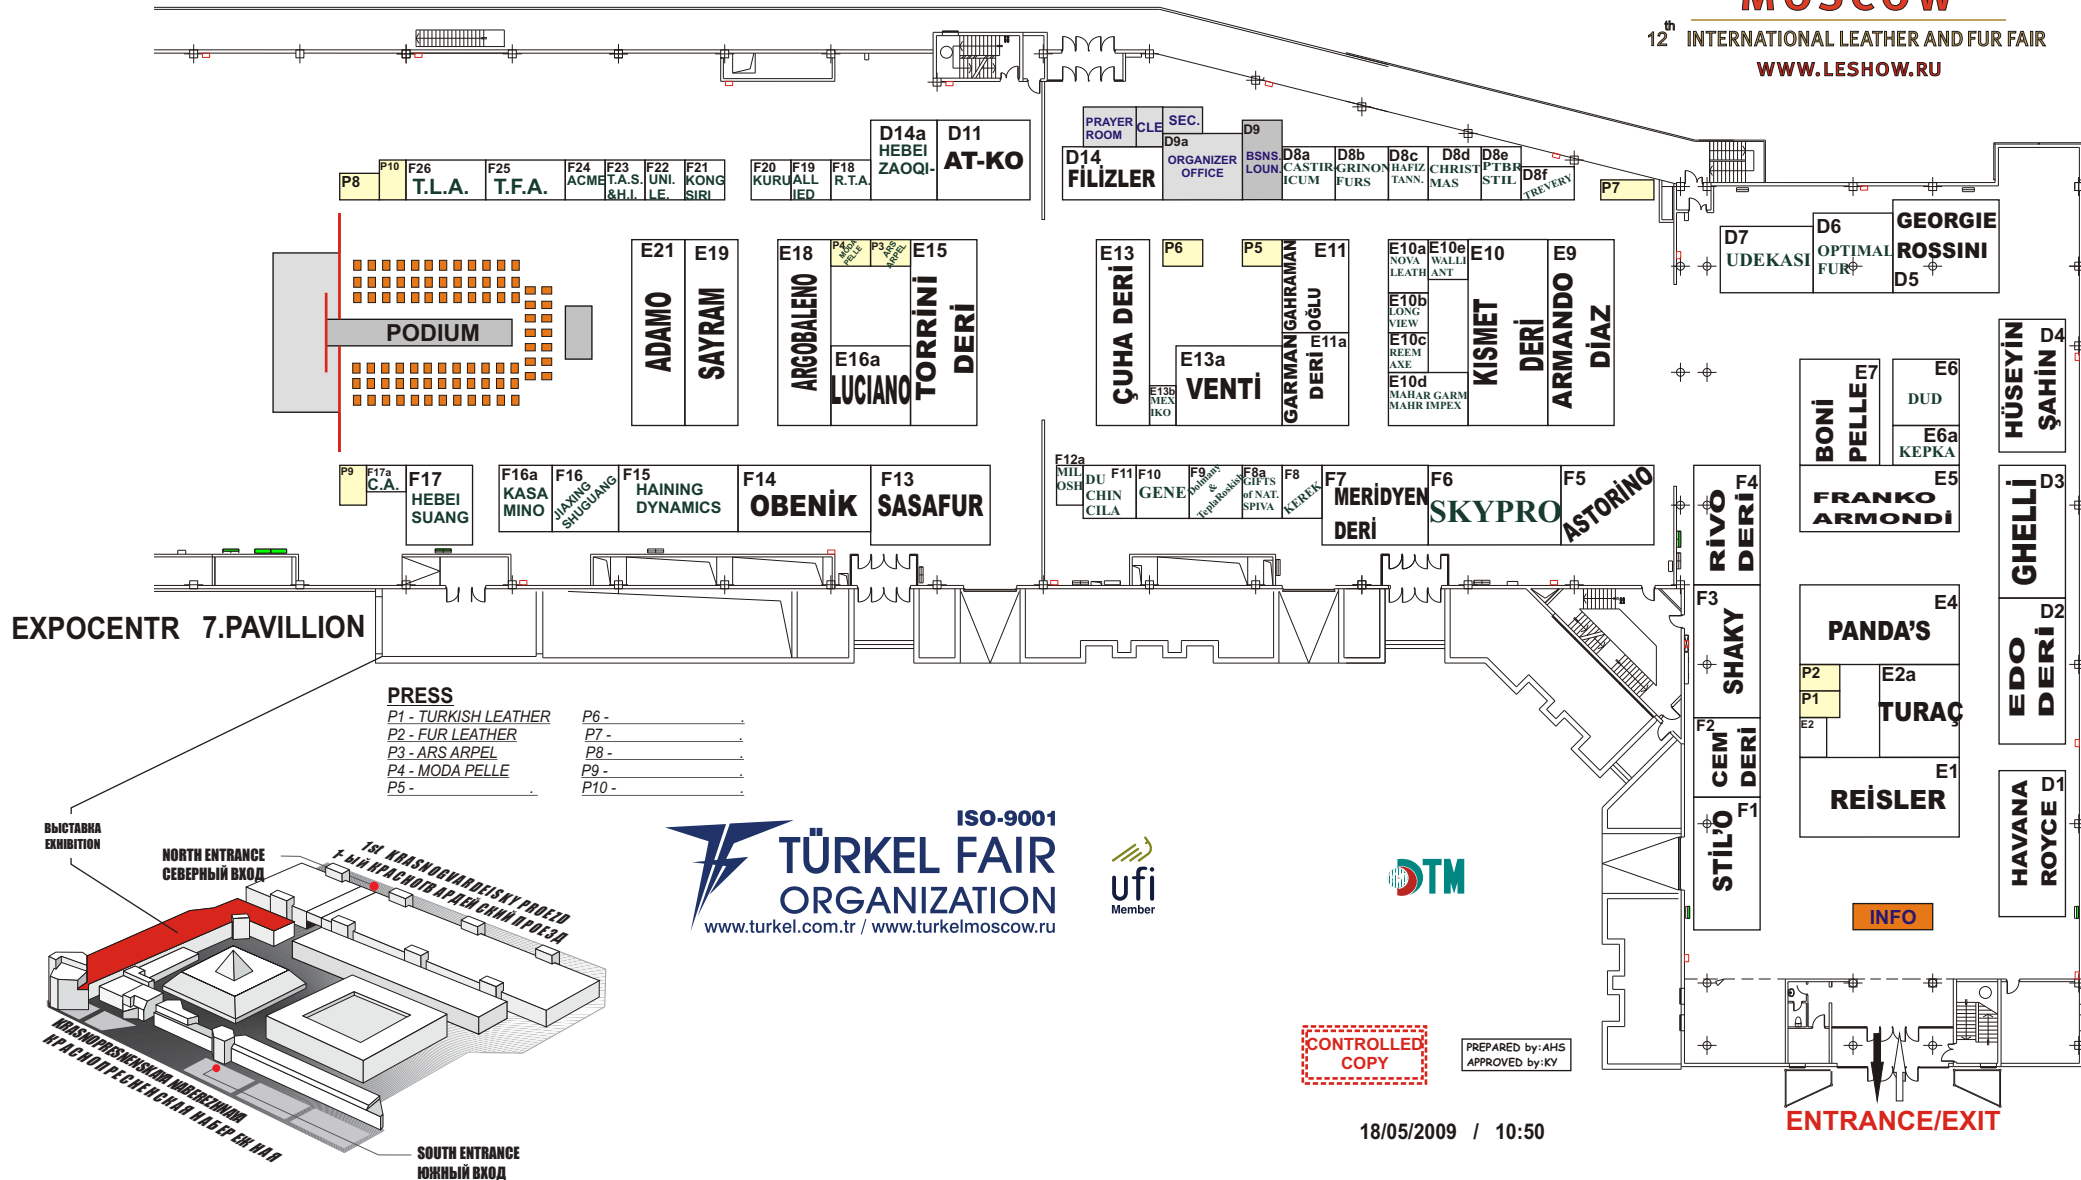 MOSCOW
12th INTERNATIONAL LEATHER AND FUR FAIR
WWW.LESHOW.RU
PRAYER
ROOM
CLE
SEC.
D9a
ORGANIZER
OFFICE
D9
BSNS.
LOUN.
D14a
HEBEI
ZAOQI-
D11
AT-KO
D14
FİLİZLER
D8a
CASTIR
ICUM
D8b
GRINON
FURS
D8c
HAFIZ
TANN.
D8d
CHRIST
MAS
D8e
PTBR
STIL
D8f
TREVERY
P7
P8
P10
F26
T.L.A.
F25
T.F.A.
F24
ACME
F23
T.A.S.
&H.I.
F22
UNI.
LE.
F21
KONG
SIRI
F20
KURU
F19
ALL
IED
F18
R.T.A.
D7
UDEKASI
D6
OPTIMAL
FUR
GEORGIE
ROSSINI
D5
PODIUM
E21
ADAMO
E19
SAYRAM
E18
ARGOBALENO
P4
MODA
PELLE
P3
ARS
ARPEL
E15
TORRİNİ
DERİ
E16a
LUCIANO
E13
ÇUHA DERİ
P6
P5
E13a
VENTİ
E13b
MEX
IKO
E11
GAHRAMAN
OĞLU
E11a
GARMAN
DERİ
E10a
NOVA
LEATH
E10e
WALLI
ANT
E10b
LONG
VIEW
E10c
REEM
AXE
E10d
MAHAR GARM
MAHR IMPEX
E10
KISMET
DERİ
E9
ARMANDO
DİAZ
D4
HÜSEYİN
ŞAHİN
E7
BONİ
PELLE
E6
DUD
E6a
KEPKA
E5
FRANKO
ARMONDİ
D3
GHELLİ
P9
F17a
C.A.
F17
HEBEI
SUANG
F16a
KASA
MINO
F16
JIAXING
SHUGUANG
F15
HAINING
DYNAMICS
F14
OBENİK
F13
SASAFUR
F12a
MIL
OSH
F11
DU
CHIN
CILA
F10
GENE
F9
Dolmany
&
TeplaRoskish
F8a
GIFTS
of NAT.
SPIVA
F8
KEREK
F7
MERİDYEN
DERİ
F6
SKYPRO
F5
ASTORİNO
F4
RİVO
DERİ
F3
SHAKY
F2
CEM
DERİ
F1
STİL'O
E4
PANDA'S
P2
P1
E2
E2a
TURAÇ
E1
REİSLER
D2
EDO
DERİ
D1
HAVANA
ROYCE
INFO
ENTRANCE/EXIT
EXPOCENTR 7.PAVILLION
PRESS
P1 - TURKISH LEATHER
P2 - FUR LEATHER
P3 - ARS ARPEL
P4 - MODA PELLE
P5 - .
P6 - .
P7 - .
P8 - .
P9 - .
P10 - .
ВЫСТАВКА
EXHIBITION
NORTH ENTRANCE
СЕВЕРНЫЙ ВХОД
1st KRASNOGVARDEISKY PROEZD
1-ЫЙ КРАСНОГВАРДЕЙСКИЙ ПРОЕЗД
KRASNOPRESNENSKAYA NABEREZHNAYA
КРАСНОПРЕСНЕНСКАЯ НАБЕРЕЖНАЯ
SOUTH ENTRANCE
ЮЖНЫЙ ВХОД
ISO-9001
TÜRKEL FAIR
ORGANIZATION
www.turkel.com.tr / www.turkelmoscow.ru
ufi
Member
DTM
CONTROLLED
COPY
PREPARED by:AHS
APPROVED by:KY
18/05/2009 / 10:50